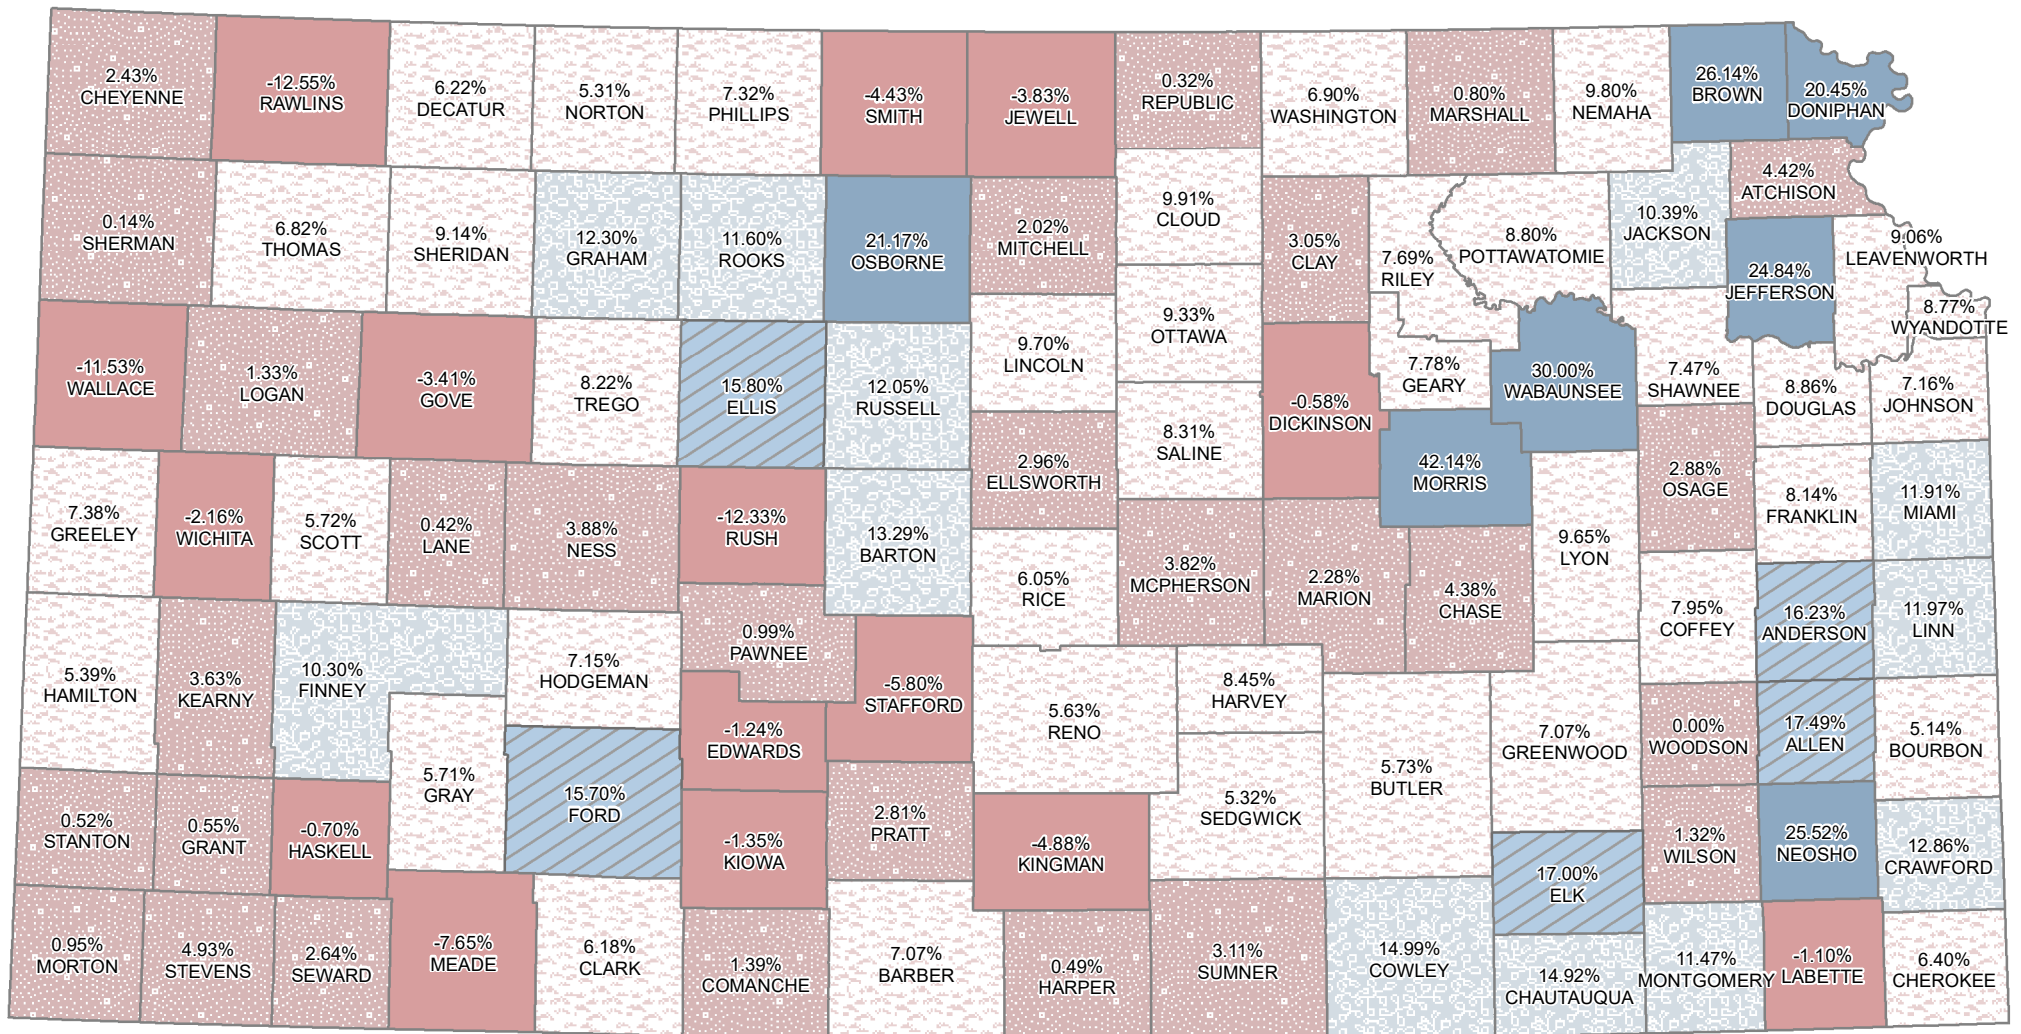 2.43%
CHEYENNE
-12.55%
RAWLINS
6.22%
DECATUR
5.31%
NORTON
7.32%
PHILLIPS
-4.43%
SMITH
-3.83%
JEWELL
0.32%
REPUBLIC
6.90%
WASHINGTON
0.80%
MARSHALL
9.80%
NEMAHA
26.14%
BROWN
20.45%
DONIPHAN
4.42%
ATCHISON
0.14%
SHERMAN
6.82%
THOMAS
9.14%
SHERIDAN
12.30%
GRAHAM
11.60%
ROOKS
21.17%
OSBORNE
2.02%
MITCHELL
9.91%
CLOUD
3.05%
CLAY
7.69%
RILEY
8.80%
POTTAWATOMIE
10.39%
JACKSON
24.84%
JEFFERSON
9.06%
LEAVENWORTH
8.77%
WYANDOTTE
-11.53%
WALLACE
1.33%
LOGAN
-3.41%
GOVE
8.22%
TREGO
15.80%
ELLIS
12.05%
RUSSELL
9.70%
LINCOLN
9.33%
OTTAWA
-0.58%
DICKINSON
7.78%
GEARY
30.00%
WABAUNSEE
7.47%
SHAWNEE
8.86%
DOUGLAS
7.16%
JOHNSON
8.31%
SALINE
2.96%
ELLSWORTH
42.14%
MORRIS
2.88%
OSAGE
8.14%
FRANKLIN
11.91%
MIAMI
7.38%
GREELEY
-2.16%
WICHITA
5.72%
SCOTT
0.42%
LANE
3.88%
NESS
-12.33%
RUSH
13.29%
BARTON
6.05%
RICE
3.82%
MCPHERSON
2.28%
MARION
4.38%
CHASE
9.65%
LYON
7.95%
COFFEY
16.23%
ANDERSON
11.97%
LINN
5.39%
HAMILTON
3.63%
KEARNY
10.30%
FINNEY
7.15%
HODGEMAN
0.99%
PAWNEE
-5.80%
STAFFORD
-1.24%
EDWARDS
5.63%
RENO
8.45%
HARVEY
5.73%
BUTLER
7.07%
GREENWOOD
0.00%
WOODSON
17.49%
ALLEN
5.14%
BOURBON
5.71%
GRAY
15.70%
FORD
0.52%
STANTON
0.55%
GRANT
-0.70%
HASKELL
-1.35%
KIOWA
2.81%
PRATT
-4.88%
KINGMAN
5.32%
SEDGWICK
17.00%
ELK
1.32%
WILSON
25.52%
NEOSHO
12.86%
CRAWFORD
0.95%
MORTON
4.93%
STEVENS
2.64%
SEWARD
-7.65%
MEADE
6.18%
CLARK
1.39%
COMANCHE
7.07%
BARBER
0.49%
HARPER
3.11%
SUMNER
14.99%
COWLEY
14.92%
CHAUTAUQUA
11.47%
MONTGOMERY
-1.10%
LABETTE
6.40%
CHEROKEE